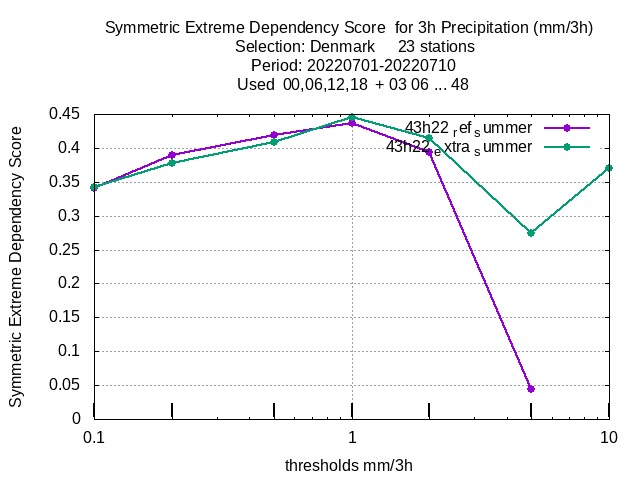 Symmetric Extreme Dependency Score  for 3h Precipitation (mm/3h)
Selection: Denmark     23 stations
Period: 20220701-20220710
Used  00,06,12,18  + 03 06 ... 48
43h22_ref_summer
43h22_extra_summer
Symmetric Extreme Dependency Score
0.45
0.4
0.35
0.3
0.25
0.2
0.15
0.1
0.05
0
0.1
1
10
thresholds mm/3h